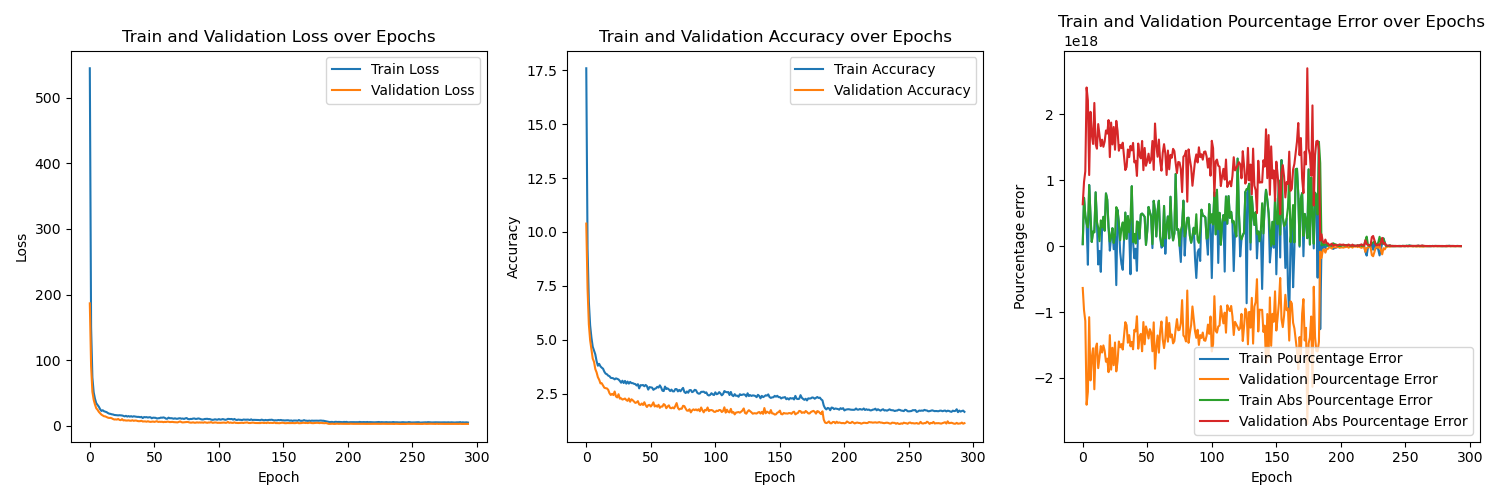 Train and Validation Loss over Epochs
Train Loss
Validation Loss
500
400
300
200
100
0
Loss
0 50 100 150 200 250 300
Epoch
Train and Validation Accuracy over Epochs
Train Accuracy
Validation Accuracy
17.5
15.0
12.5
10.0
7.5
5.0
2.5
Accuracy
0 50 100 150 200 250 300
Epoch
Train and Validation Pourcentage Error over Epochs
1e18
2
1
0
−1
−2
Pourcentage error
Train Pourcentage Error
Validation Pourcentage Error
Train Abs Pourcentage Error
Validation Abs Pourcentage Error
0 50 100 150 200 250 300
Epoch